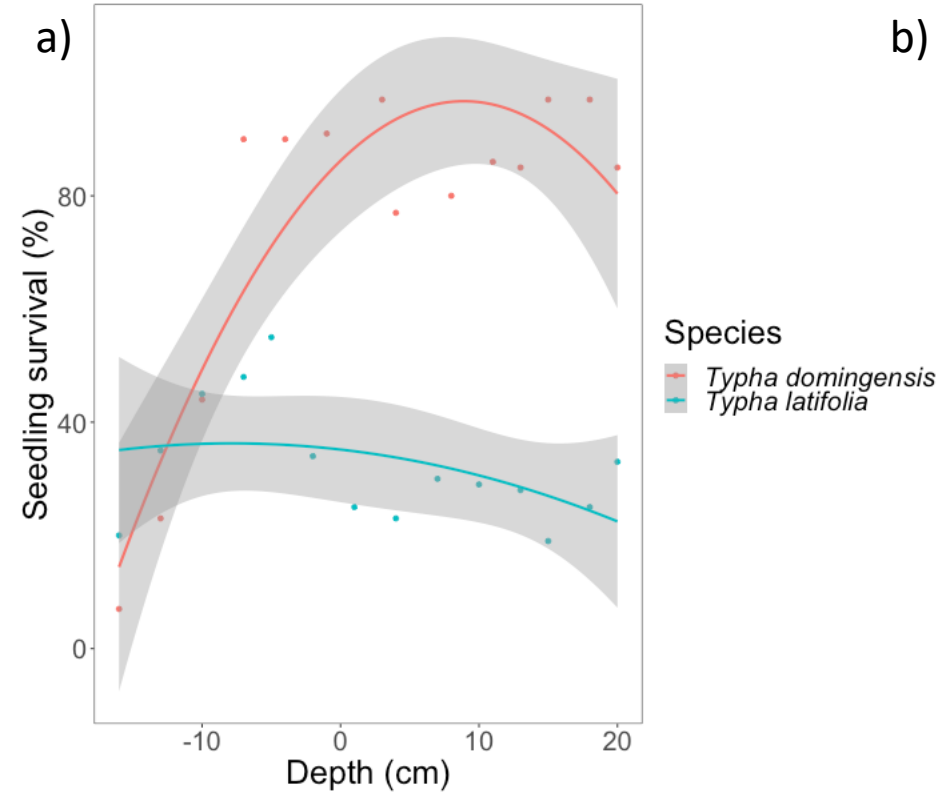 a)
b)
Seedling survival (%)
80
40
0
-10 0 10 20
Depth (cm)
Species
Typha domingensis
Typha latifolia